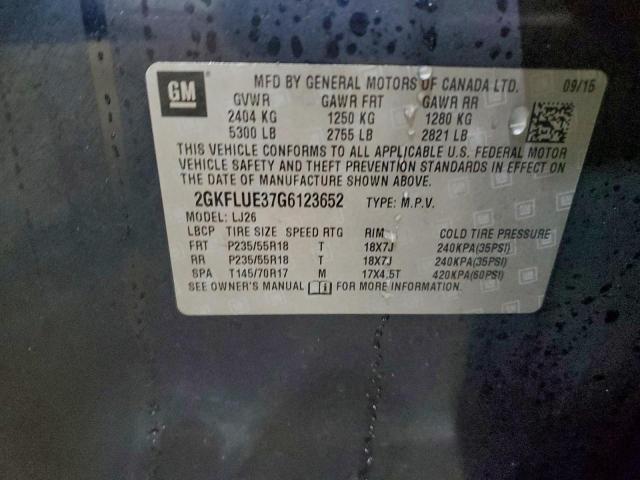 GM
MFD BY GENERAL MOTORS OF CANADA LTD. 09/15
GVWR GAWR FRT GAWR RR
2404 KG 1250 KG 1280 KG
5300 LB 2755 LB 2821 LB
THIS VEHICLE CONFORMS TO ALL APPLICABLE U.S. FEDERAL MOTOR
VEHICLE SAFETY AND THEFT PREVENTION STANDARDS IN EFFECT ON
THE DATE OF MANUFACTURE SHOWN ABOVE.
2GKFLUE37G6123652 TYPE: M.P.V.
MODEL: LJ26
LBCP TIRE SIZE SPEED RTG RIM COLD TIRE PRESSURE
FRT P235/55R18 T 18X7J 240KPA(35PSI)
RR P235/55R18 T 18X7J 240KPA(35PSI)
SPA T145/70R17 M 17X4.5T 420KPA(60PSI)
SEE OWNER'S MANUAL FOR MORE INFORMATION.